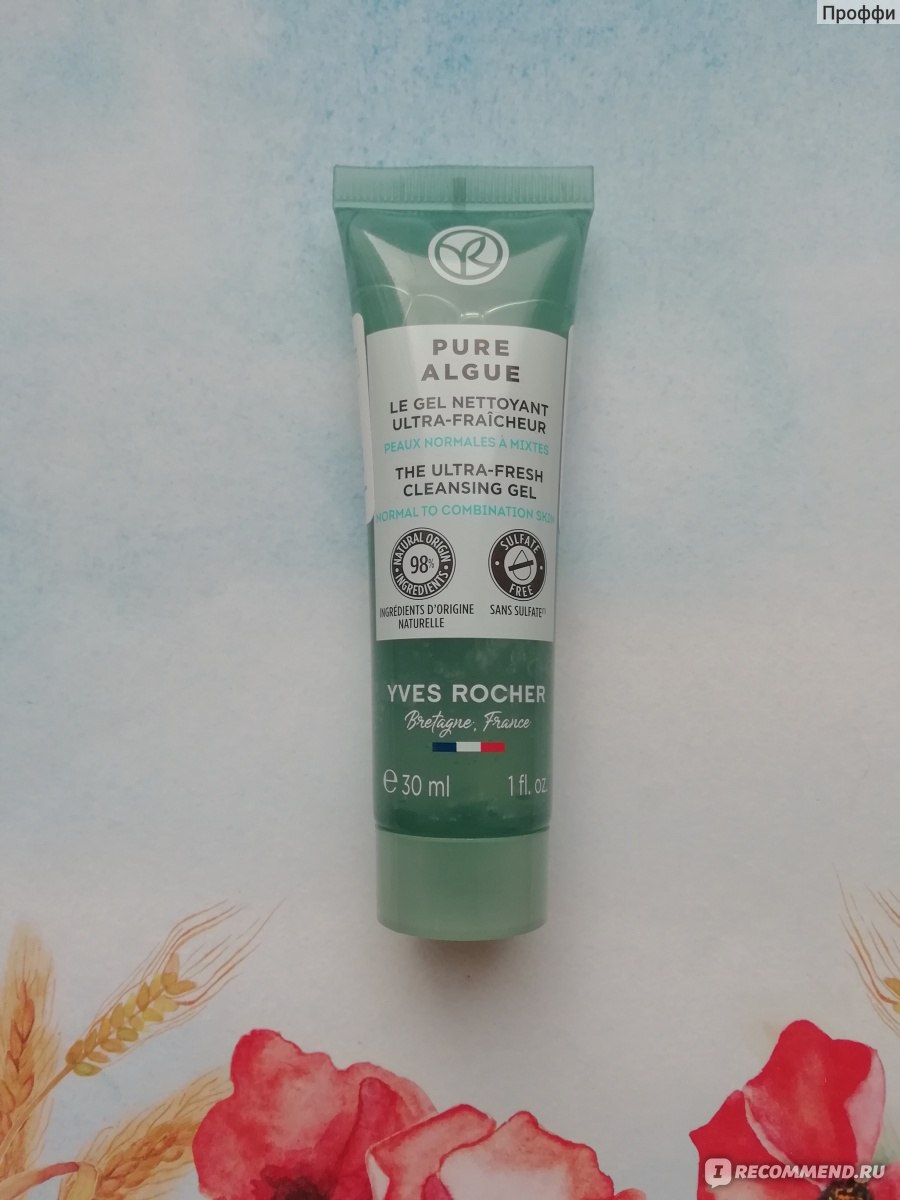 Проффи
PURE
ALGUE
LE GEL NETTOYANT
ULTRA-FRAÎCHEUR
PEAUX NORMALES À MIXTES
THE ULTRA-FRESH
CLEANSING GEL
NORMAL TO COMBINATION SKIN
NATURAL ORIGIN
98%
INGREDIENTS
SULFATE
FREE
INGRÉDIENTS D'ORIGINE
NATURELLE
SANS SULFATE(*)
YVES ROCHER
Bretagne, France
e 30 ml 1 fl. oz.
IRECOMMEND.RU